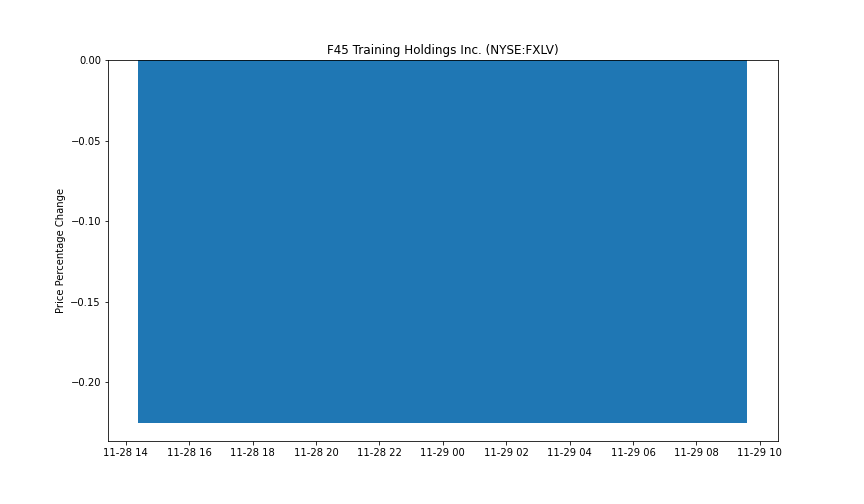 F45 Training Holdings Inc. (NYSE:FXLV)
0.00
−0.05
−0.10
−0.15
−0.20
Price Percentage Change
11-28 14 11-28 16 11-28 18 11-28 20 11-28 22 11-29 00 11-29 02 11-29 04 11-29 06 11-29 08 11-29 10